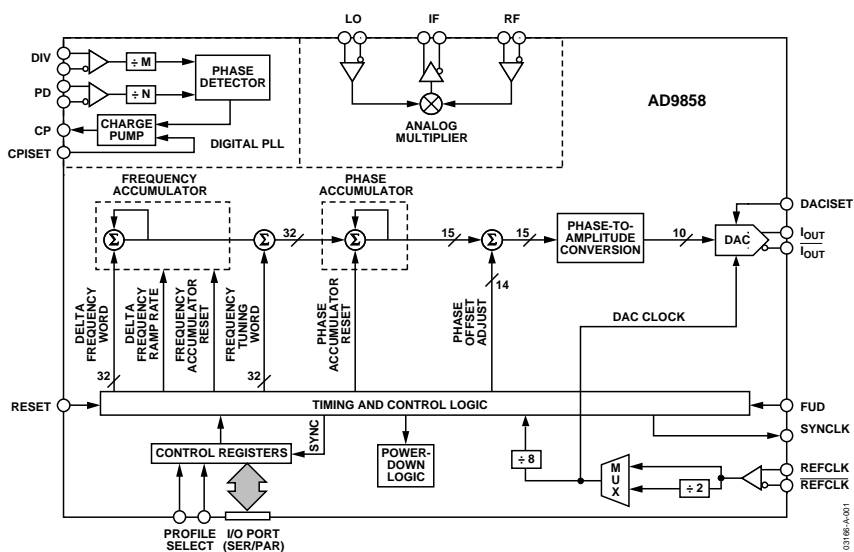 LO IF RF
DIV
÷ M
PHASE
DETECTOR
AD9858
PD
÷ N
ANALOG
MULTIPLIER
CP
CHARGE
PUMP
DIGITAL PLL
CPISET
FREQUENCY
ACCUMULATOR
PHASE
ACCUMULATOR
DACISET
Σ
Σ
32
Σ
15
Σ
15
PHASE-TO-
AMPLITUDE
CONVERSION
10
DAC
IOUT
IOUT
14
DELTA
FREQUENCY
WORD
DELTA
FREQUENCY
RAMP RATE
FREQUENCY
ACCUMULATOR
RESET
FREQUENCY
TUNING
WORD
PHASE
ACCUMULATOR
RESET
PHASE
OFFSET
ADJUST
DAC CLOCK
32
32
RESET
TIMING AND CONTROL LOGIC
FUD
SYNCLK
SYNC
CONTROL REGISTERS
POWER-
DOWN
LOGIC
÷ 8
MUX
÷ 2
REFCLK
REFCLK
PROFILE
SELECT
I/O PORT
(SER/PAR)
03166-A-001